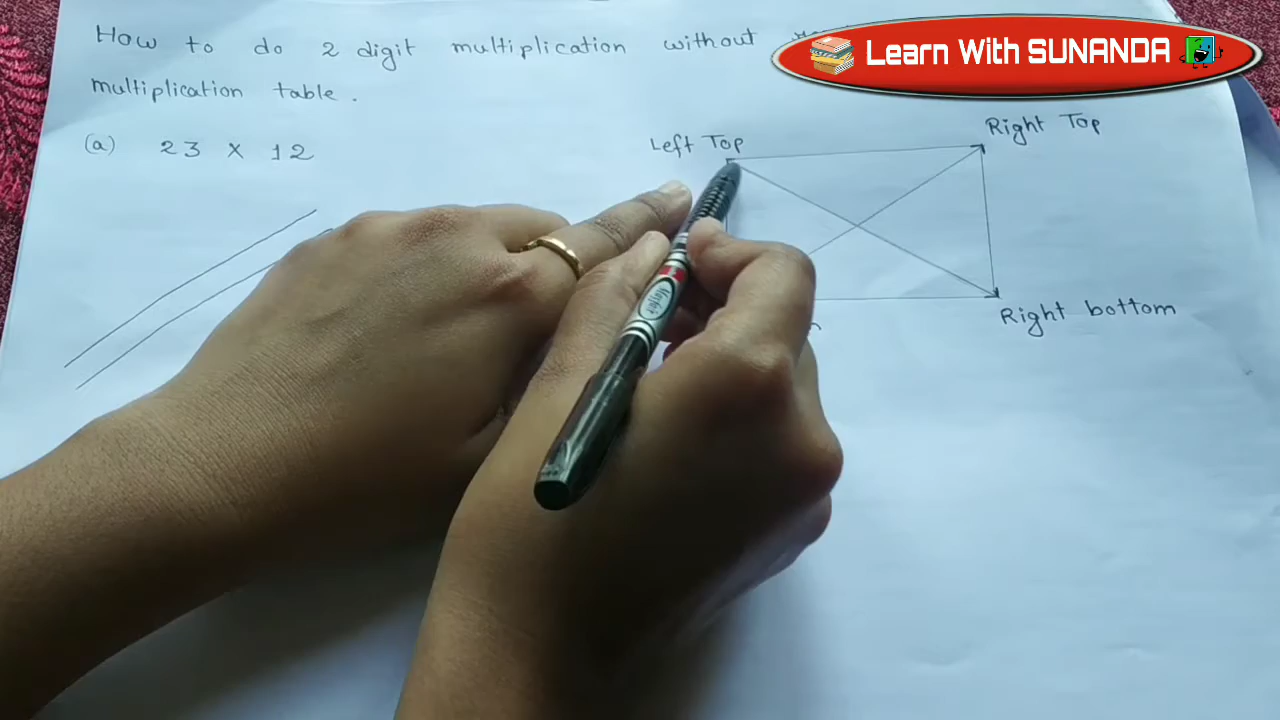 How to do 2 digit multiplication without
Learn With SUNANDA
multiplication table.
(a) 23 x 12
Left Top
Right Top
Right bottom